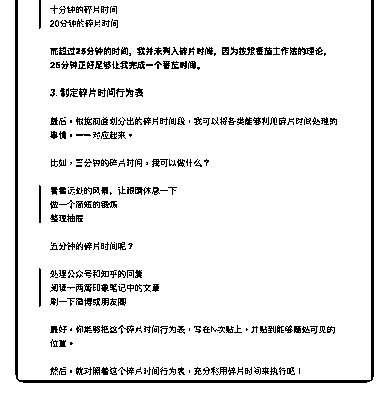 十分钟的碎片时间
20分钟的碎片时间
而超过25分钟的时间，我并未列入碎片时间，因为按照番茄工作法的理论，
25分钟正好足够让我完成一个番茄时间。
3. 制定碎片时间行为表
最后，根据前面划分出的碎片时间段，我可以将各类能够利用碎片时间处理的
事情，一一对应起来。
比如，三分钟的碎片时间，我可以做什么？
看看远处的风景，让眼睛休息一下
做一个简短的锻炼
整理抽屉
五分钟的碎片时间呢？
处理公众号和知乎的回复
阅读一两篇印象笔记中的文章
刷一下微博或朋友圈
最好，你能够把这个碎片时间行为表，写在N次贴上，并贴到能够随处可见的
位置。
然后，就对照着这个碎片时间行为表，充分利用碎片时间来执行吧！